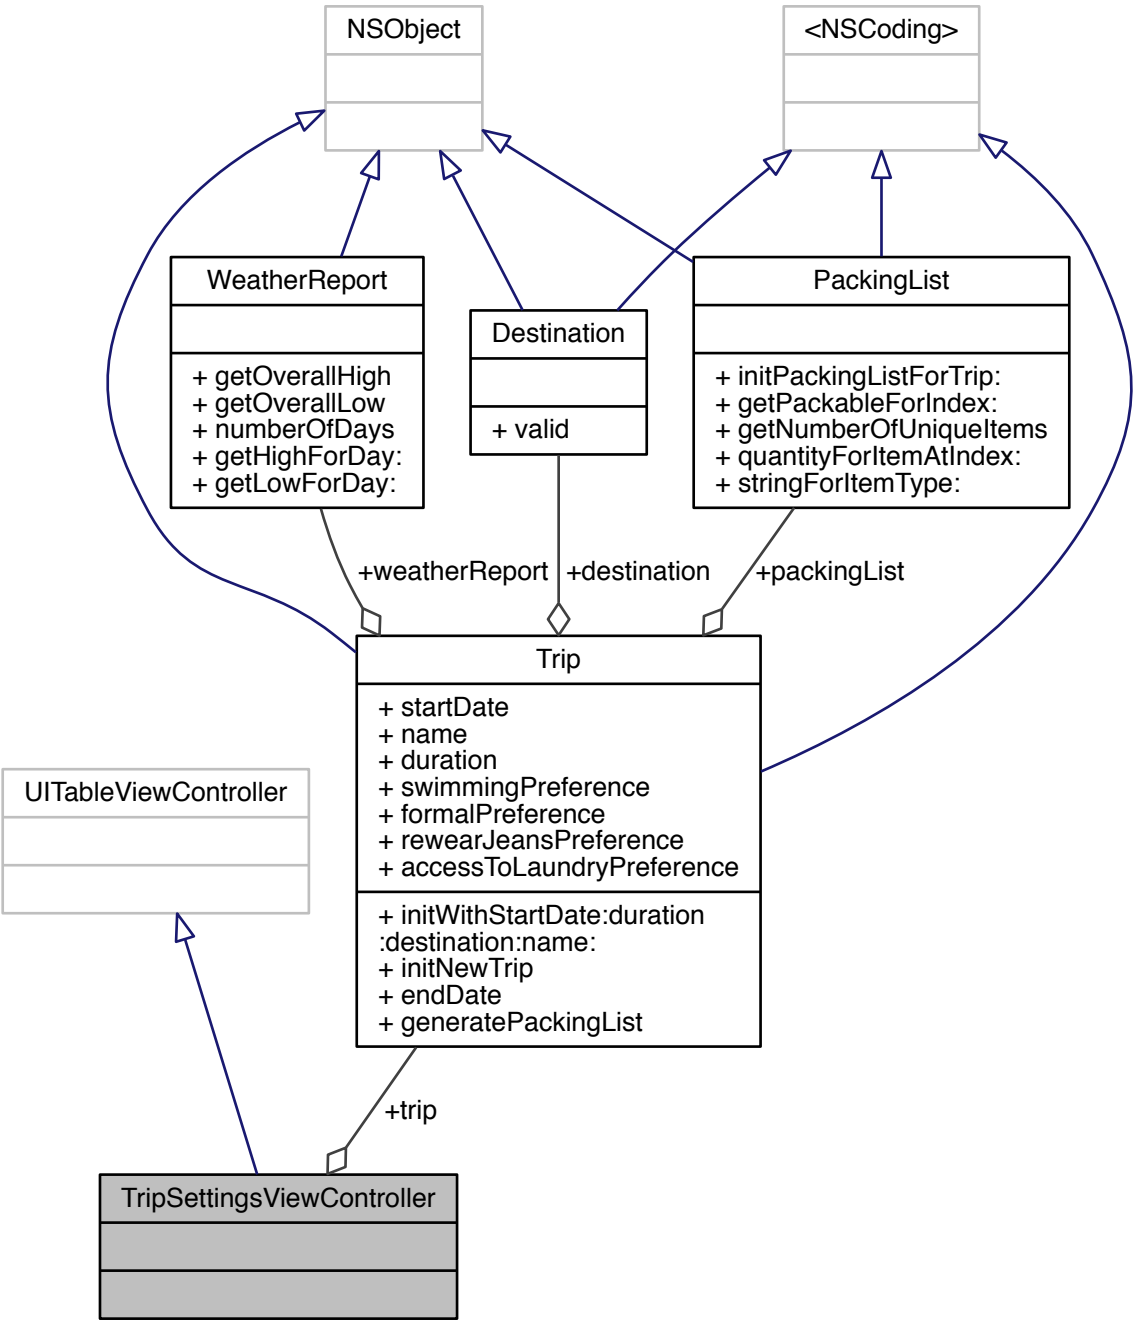 NSObject
<NSCoding>
WeatherReport
+ getOverallHigh
+ getOverallLow
+ numberOfDays
+ getHighForDay:
+ getLowForDay:
Destination
+ valid
PackingList
+ initPackingListForTrip:
+ getPackableForIndex:
+ getNumberOfUniqueItems
+ quantityForItemAtIndex:
+ stringForItemType:
+weatherReport
+destination
+packingList
Trip
+ startDate
+ name
+ duration
+ swimmingPreference
+ formalPreference
+ rewearJeansPreference
+ accessToLaundryPreference
+ initWithStartDate:duration
:destination:name:
+ initNewTrip
+ endDate
+ generatePackingList
UITableViewController
+trip
TripSettingsViewController